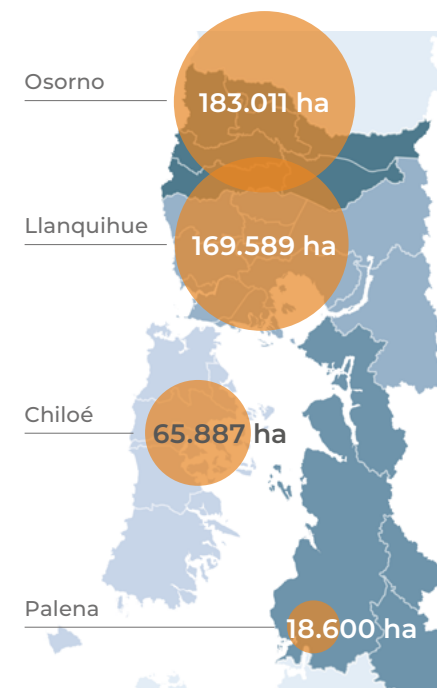 Osorno
183.011 ha
Llanquihue
169.589 ha
Chiloé
65.887 ha
Palena
18.600 ha